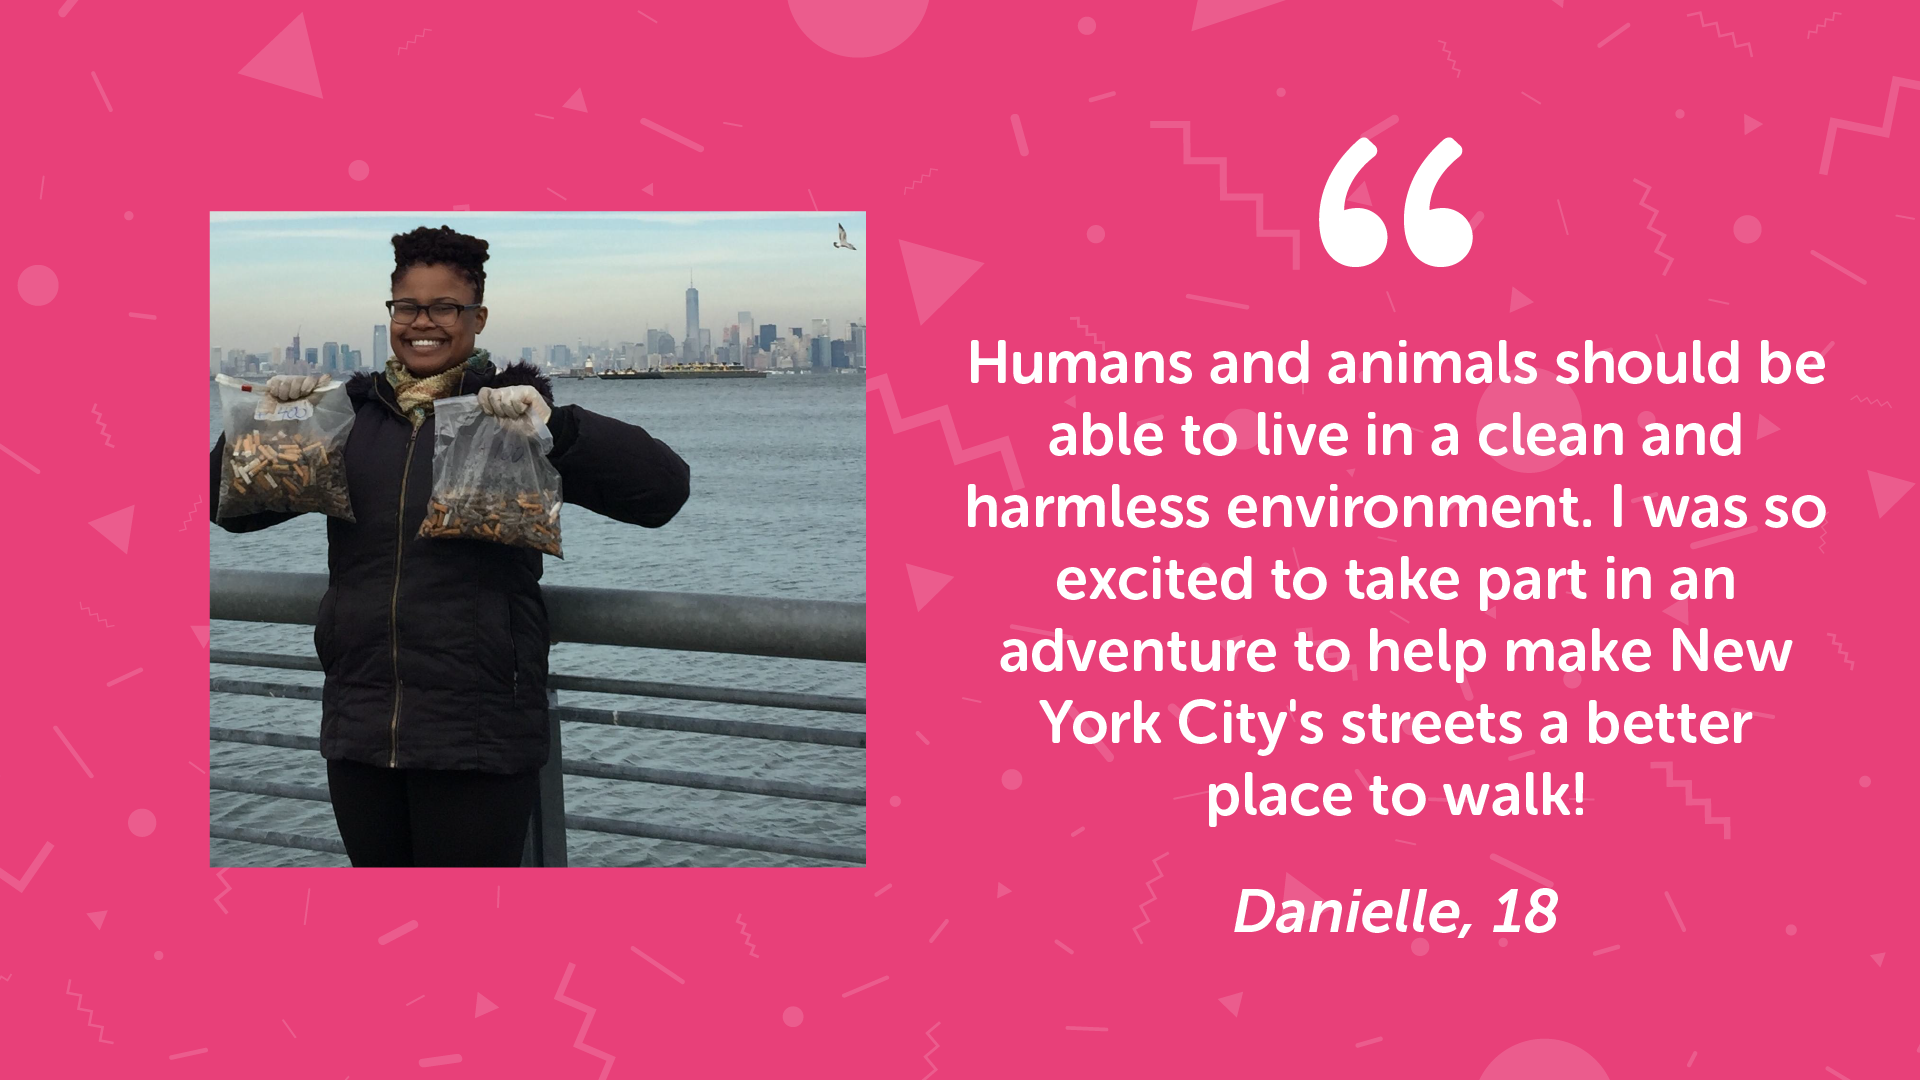 “
Humans and animals should be
able to live in a clean and
harmless environment. I was so
excited to take part in an
adventure to help make New
York City's streets a better
place to walk!
Danielle, 18